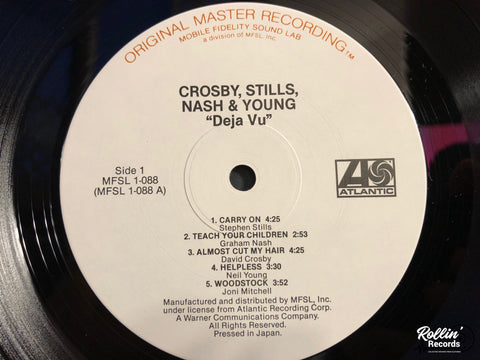 ORIGINAL MASTER RECORDING™
MOBILE FIDELITY SOUND LAB
a division of MFSL, Inc.
CROSBY, STILLS,
NASH & YOUNG
"Deja Vu"
Side 1
MFSL 1-088
(MFSL 1-088 A)
ATLANTIC
1. CARRY ON 4:25
Stephen Stills
2. TEACH YOUR CHILDREN 2:53
Graham Nash
3. ALMOST CUT MY HAIR 4:25
David Crosby
4. HELPLESS 3:30
Neil Young
5. WOODSTOCK 3:52
Joni Mitchell
Manufactured and distributed by MFSL, Inc.
under license from Atlantic Recording Corp.
A Warner Communications Company.
All Rights Reserved.
Pressed in Japan.
Rollin'
Records